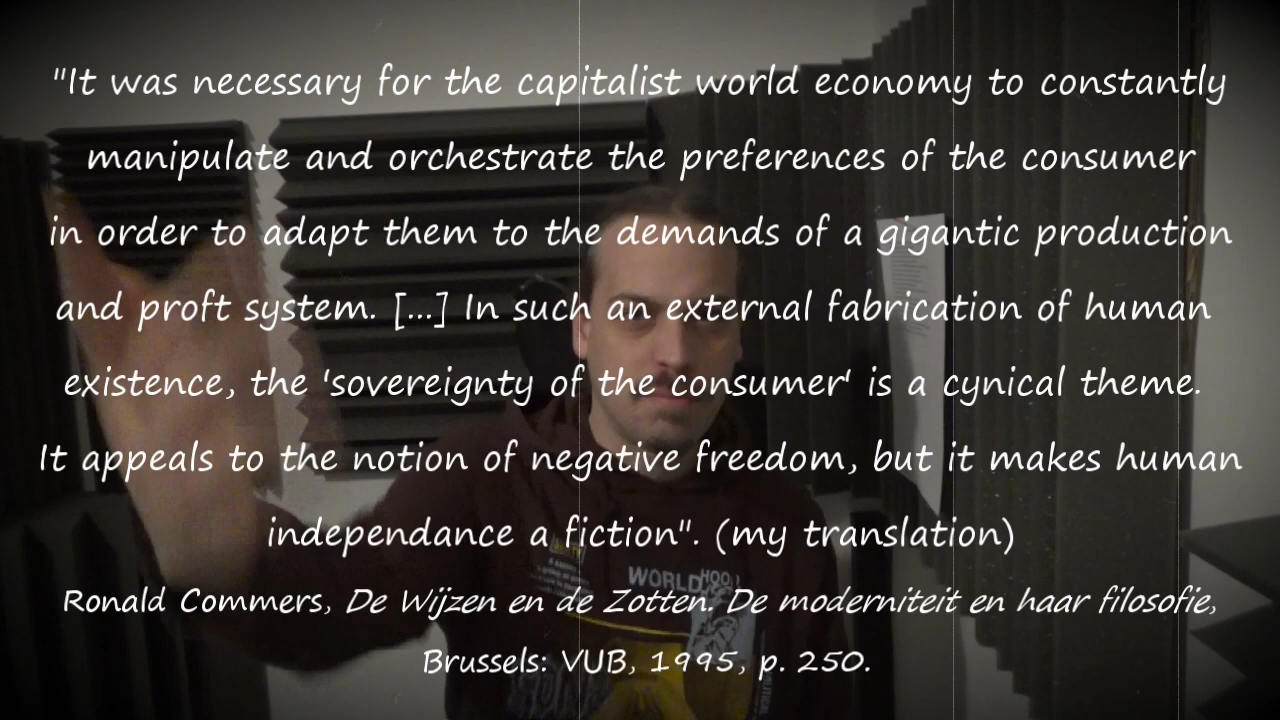 "It was necessary for the capitalist world economy to constantly
manipulate and orchestrate the preferences of the consumer
in order to adapt them to the demands of a gigantic production
and proft system. [...] In such an external fabrication of human
existence, the 'sovereignty of the consumer' is a cynical theme.
It appeals to the notion of negative freedom, but it makes human
independance a fiction". (my translation)
Ronald Commers, De Wijzen en de Zotten. De moderniteit en haar filosofie,
Brussels: VUB, 1995, p. 250.
WORLD